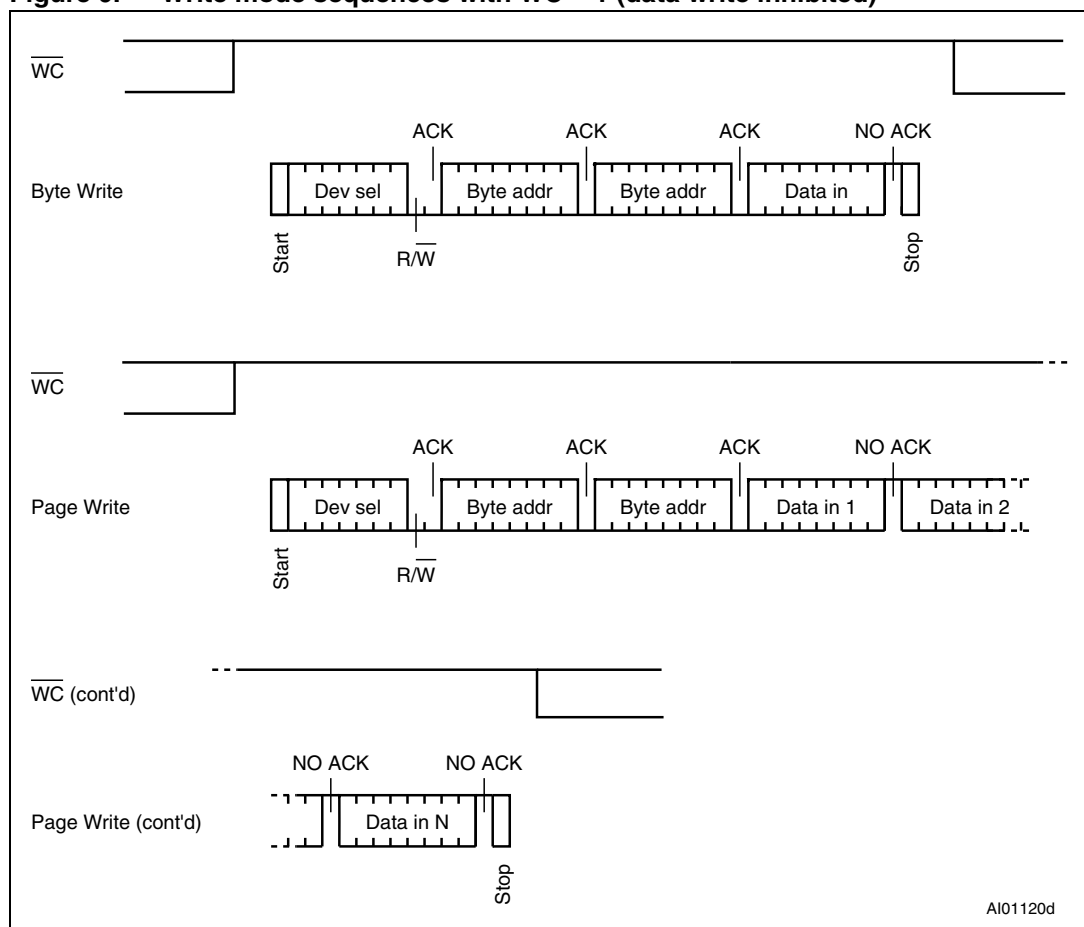 WC
ACK ACK ACK NO ACK
Byte Write Dev sel Byte addr Byte addr Data in
Start R/W Stop
WC
ACK ACK ACK NO ACK
Page Write Dev sel Byte addr Byte addr Data in 1 Data in 2
Start R/W
WC (cont'd)
NO ACK NO ACK
Page Write (cont'd) Data in N
Stop
AI01120d